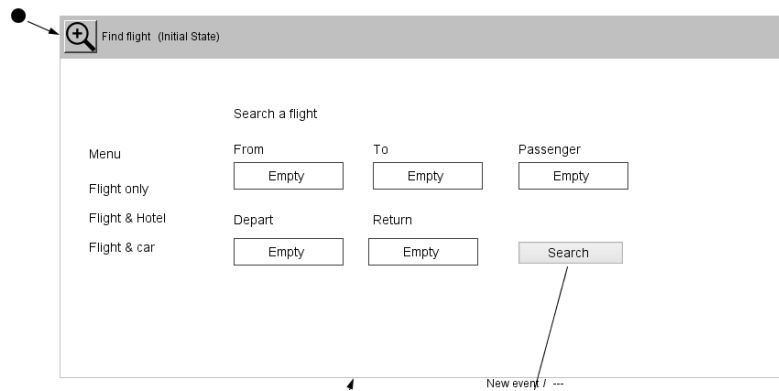 Find flight (Initial State)
Search a flight
Menu
From To Passenger
Empty Empty Empty
Flight only
Flight & Hotel
Depart Return
Flight & car
Empty Empty Search
New event / ---